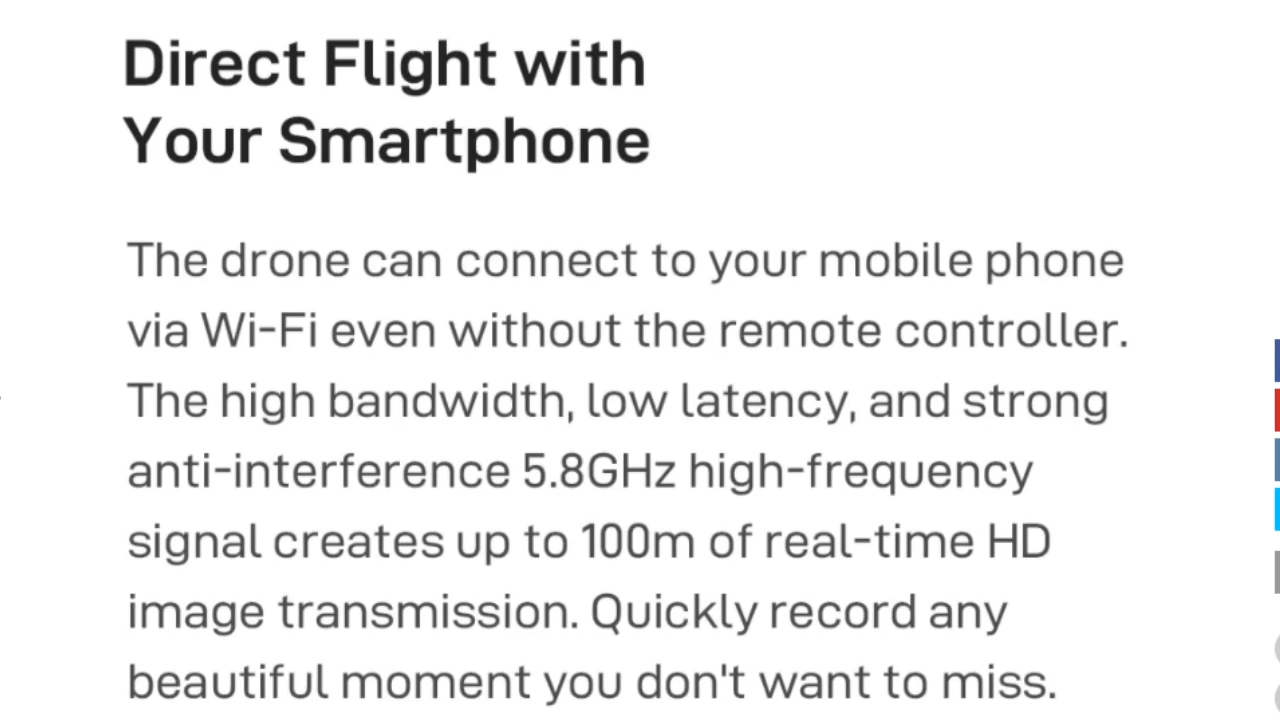 Direct Flight with
Your Smartphone
The drone can connect to your mobile phone
via Wi-Fi even without the remote controller.
The high bandwidth, low latency, and strong
anti-interference 5.8GHz high-frequency
signal creates up to 100m of real-time HD
image transmission. Quickly record any
beautiful moment you don't want to miss.